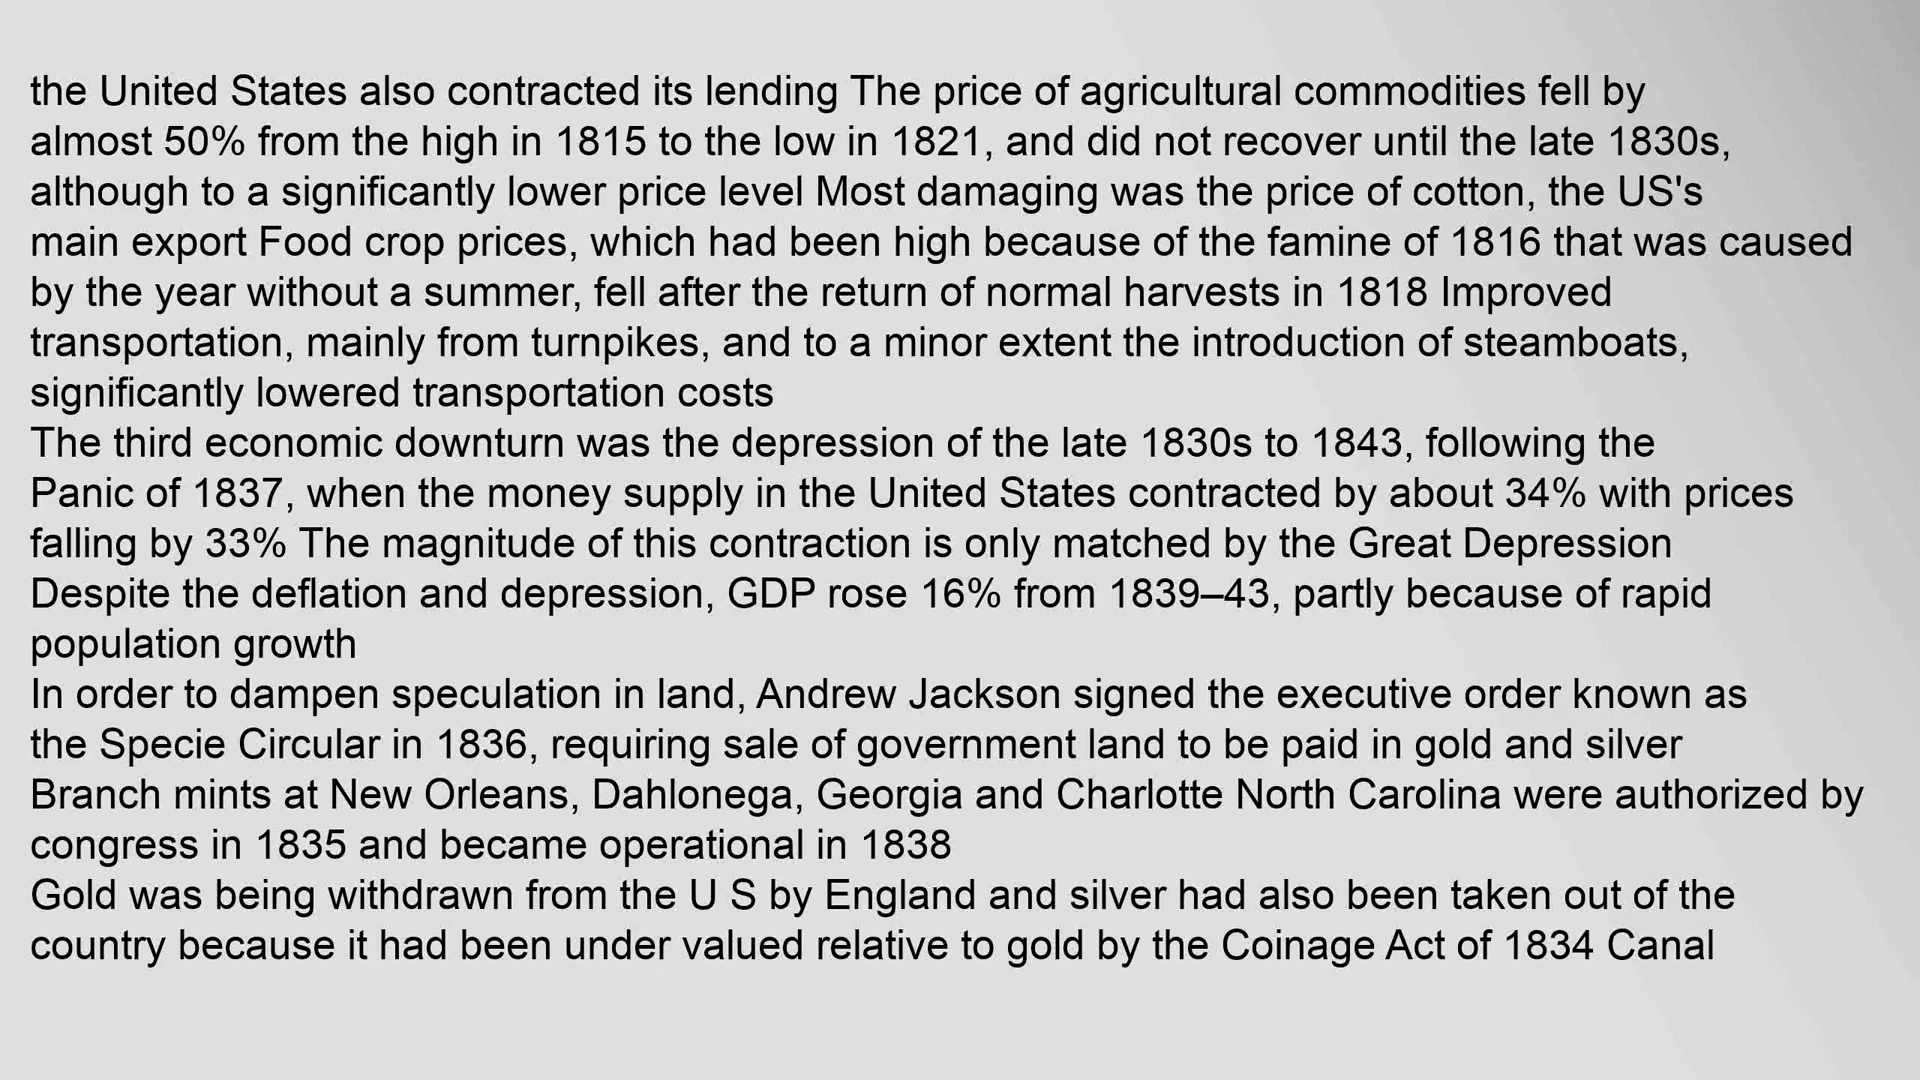 the United States also contracted its lending The price of agricultural commodities fell by
almost 50% from the high in 1815 to the low in 1821, and did not recover until the late 1830s,
although to a significantly lower price level Most damaging was the price of cotton, the US's
main export Food crop prices, which had been high because of the famine of 1816 that was caused
by the year without a summer, fell after the return of normal harvests in 1818 Improved
transportation, mainly from turnpikes, and to a minor extent the introduction of steamboats,
significantly lowered transportation costs
The third economic downturn was the depression of the late 1830s to 1843, following the
Panic of 1837, when the money supply in the United States contracted by about 34% with prices
falling by 33% The magnitude of this contraction is only matched by the Great Depression
Despite the deflation and depression, GDP rose 16% from 1839–43, partly because of rapid
population growth
In order to dampen speculation in land, Andrew Jackson signed the executive order known as
the Specie Circular in 1836, requiring sale of government land to be paid in gold and silver
Branch mints at New Orleans, Dahlonega, Georgia and Charlotte North Carolina were authorized by
congress in 1835 and became operational in 1838
Gold was being withdrawn from the U S by England and silver had also been taken out of the
country because it had been under valued relative to gold by the Coinage Act of 1834 Canal